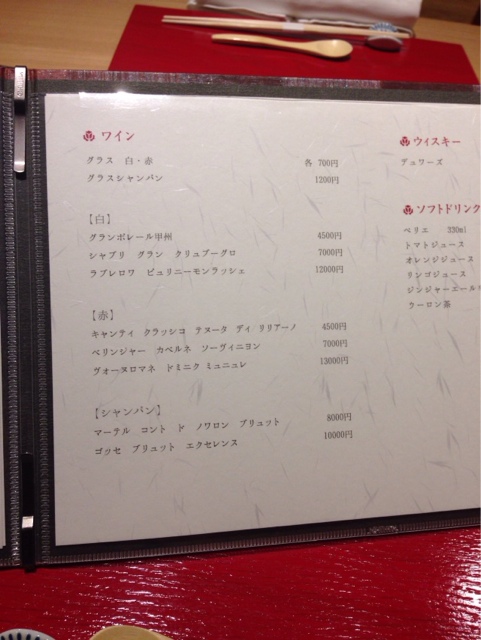 ワイン
グラス 白・赤 各 700円
グラスシャンパン 1200円
【白】
グランポレール甲州 4500円
シャブリ グラン クリュブーグロ 7000円
ラブレロワ ピュリニーモンラッシェ 12000円
【赤】
キャンティ クラッシコ テヌータ ディ リリアーノ 4500円
ベリンジャー カベルネ ソーヴィニヨン 7000円
ヴォーヌロマネ ドミニク ミュニュレ 13000円
【シャンパン】
マーテル コント ド ノワロン ブリュット 8000円
ゴッセ ブリュット エクセレンス 10000円
ウィスキー
デュワーズ
ソフトドリンク
ペリエ 330ml
トマトジュース
オレンジジュース
リンゴジュース
ジンジャーエール
ウーロン茶